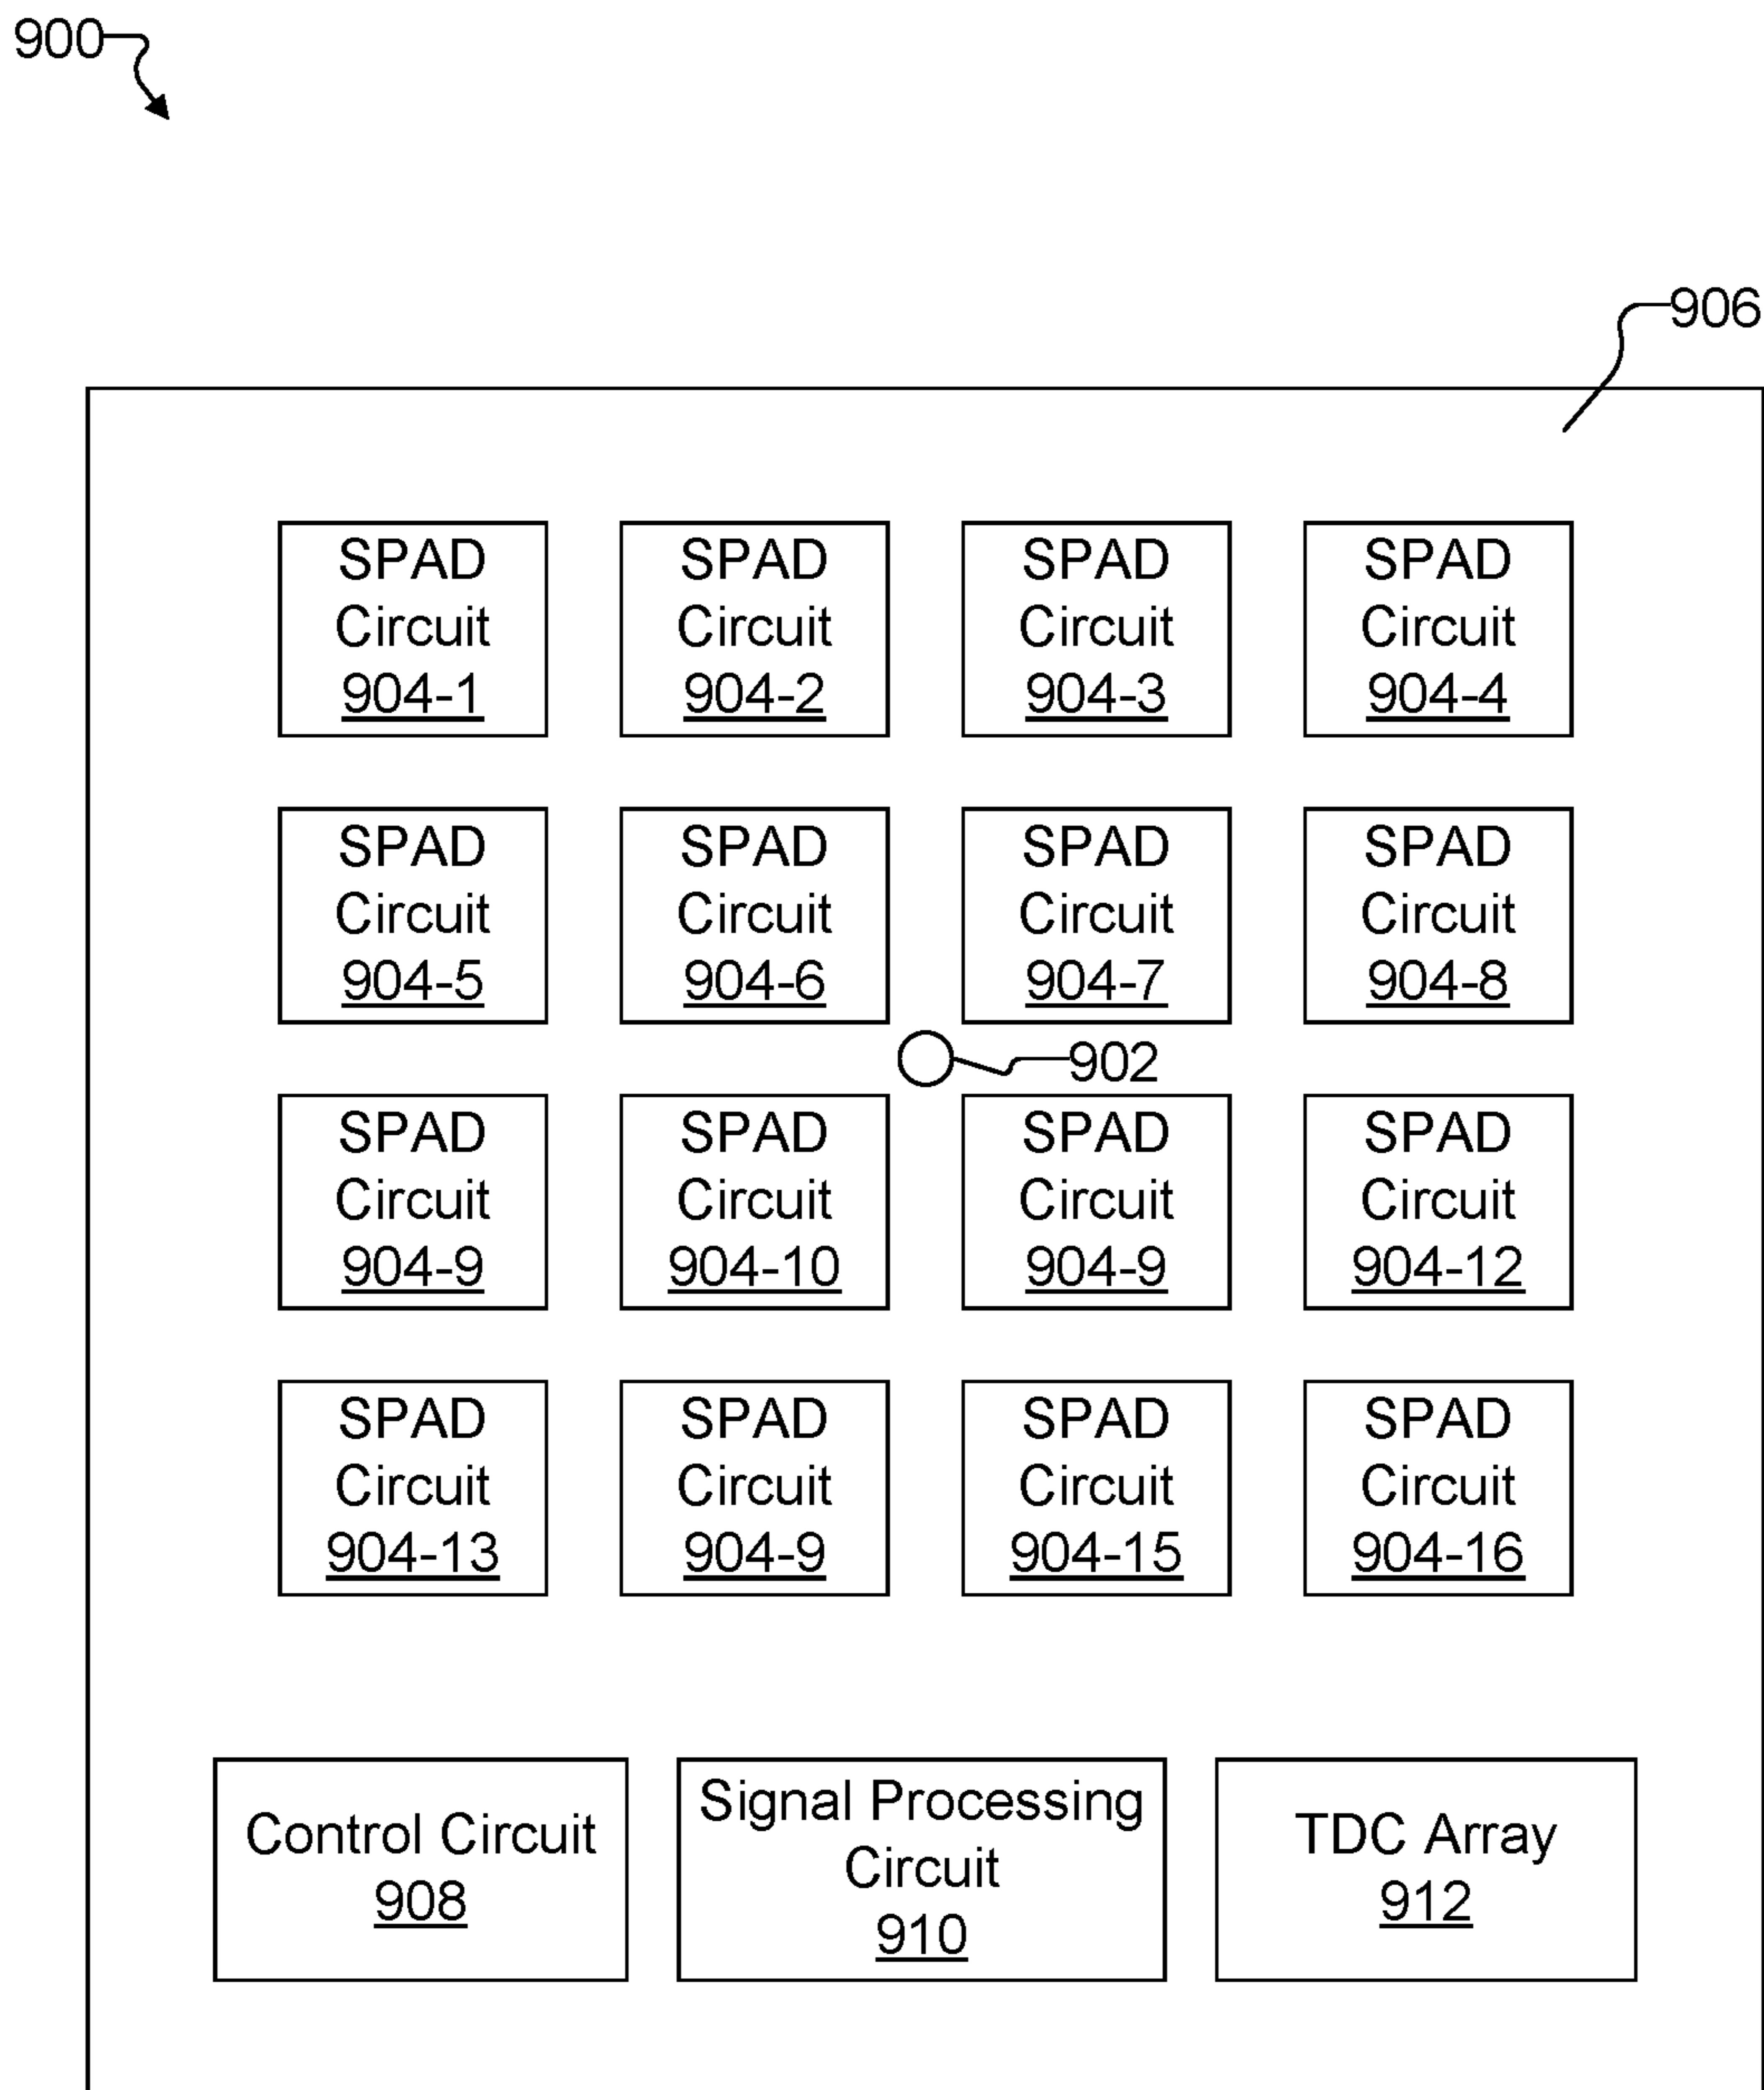 900
906
SPAD SPAD SPAD SPAD
Circuit Circuit Circuit Circuit
904-1 904-2 904-3 904-4
SPAD SPAD SPAD SPAD
Circuit Circuit Circuit Circuit
904-5 904-6 904-7 904-8
902
SPAD SPAD SPAD SPAD
Circuit Circuit Circuit Circuit
904-9 904-10 904-9 904-12
SPAD SPAD SPAD SPAD
Circuit Circuit Circuit Circuit
904-13 904-9 904-15 904-16
Control Circuit
908
Signal Processing
Circuit
910
TDC Array
912